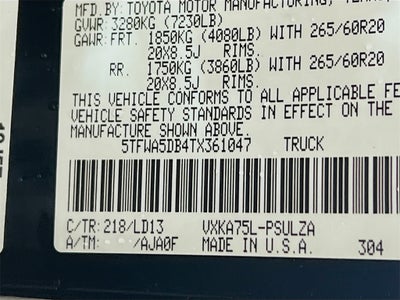 MFD.BY:TOYOTA MOTOR MANUFACTURING,
GVWR:3280KG (7230LB)
GAWR:FRT. 1850KG (4080LB) WITH 265/60R20
20X8.5J RIMS.
RR. 1750KG (3860LB) WITH 265/60R20
20X8.5J RIMS.
THIS VEHICLE CONFORMS TO ALL APPLICABLE
VEHICLE SAFETY STANDARDS IN EFFECT ON
MANUFACTURE SHOWN ABOVE.
5TFWA5DB4TX361047 TRUCK
C/TR:218/LD13 VXKA75L-PSULZA
A/TM: /AJA0F MADE IN U.S.A. 304